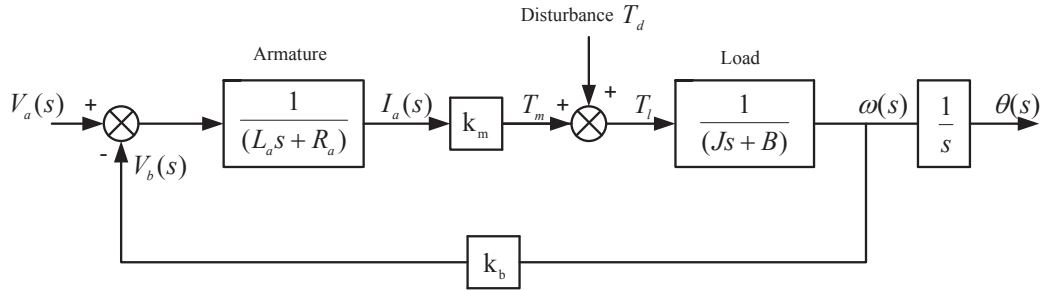 Disturbance T_d
Armature
Load
V_a(s)
+
1
(L_a s + R_a)
I_a(s)
k_m
T_m
+
+
T_l
1
(Js + B)
ω(s)
1
s
θ(s)
-
V_b(s)
k_b